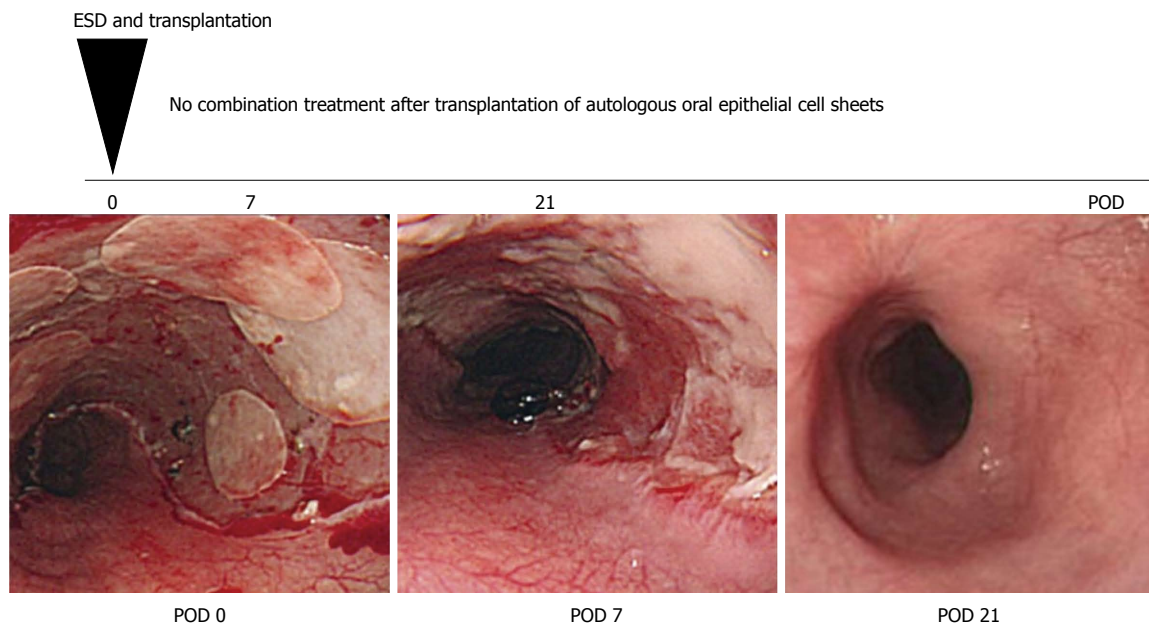 ESD and transplantation
No combination treatment after transplantation of autologous oral epithelial cell sheets
0 7 21 POD
POD 0 POD 7 POD 21